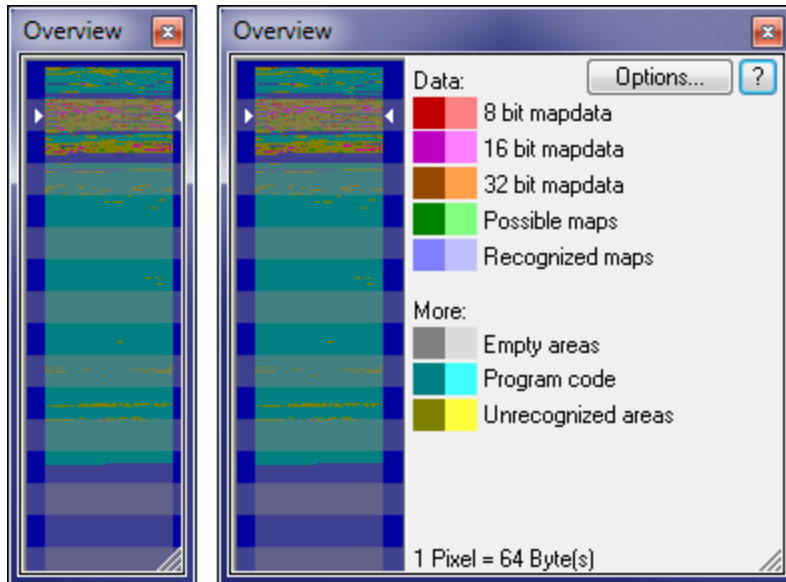 Overview
Overview
Options...
?
Data:
8 bit mapdata
16 bit mapdata
32 bit mapdata
Possible maps
Recognized maps
More:
Empty areas
Program code
Unrecognized areas
1 Pixel = 64 Byte(s)